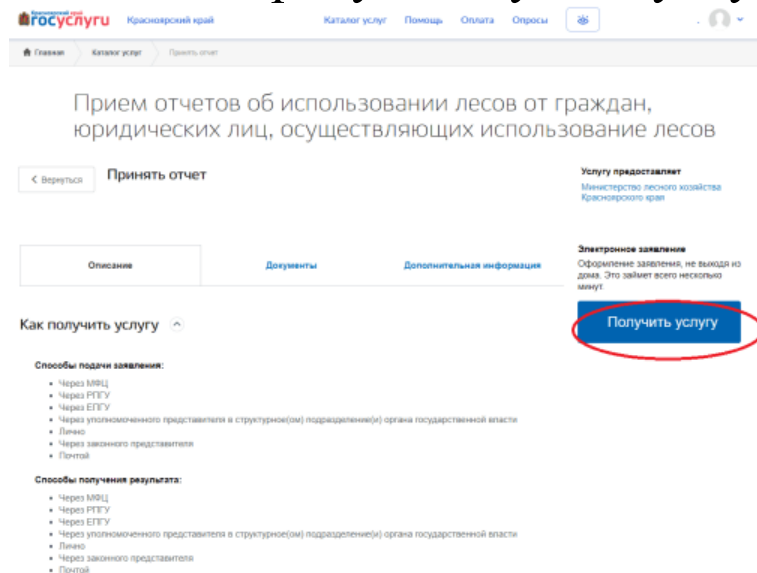 Красноярский край
госуслуги Красноярский край Каталог услуг Помощь Оплата Опросы
Главная Каталог услуг Принять отчет
Прием отчетов об использовании лесов от граждан,
юридических лиц, осуществляющих использование лесов
Вернуться Принять отчет
Услугу предоставляет
Министерство лесного хозяйства
Красноярского края
Описание Документы Дополнительная информация
Электронное заявление
Оформление заявления, не выходя из
дома. Это займет всего несколько
минут.
Получить услугу
Как получить услугу
Способы подачи заявления:
Через МФЦ
Через РПГУ
Через ЕПГУ
Через уполномоченного представителя в структурное(ом) подразделение(и) органа государственной власти
Лично
Через законного представителя
Почтой
Способы получения результата:
Через МФЦ
Через РПГУ
Через ЕПГУ
Через уполномоченного представителя в структурное(ом) подразделение(и) органа государственной власти
Лично
Через законного представителя
Почтой